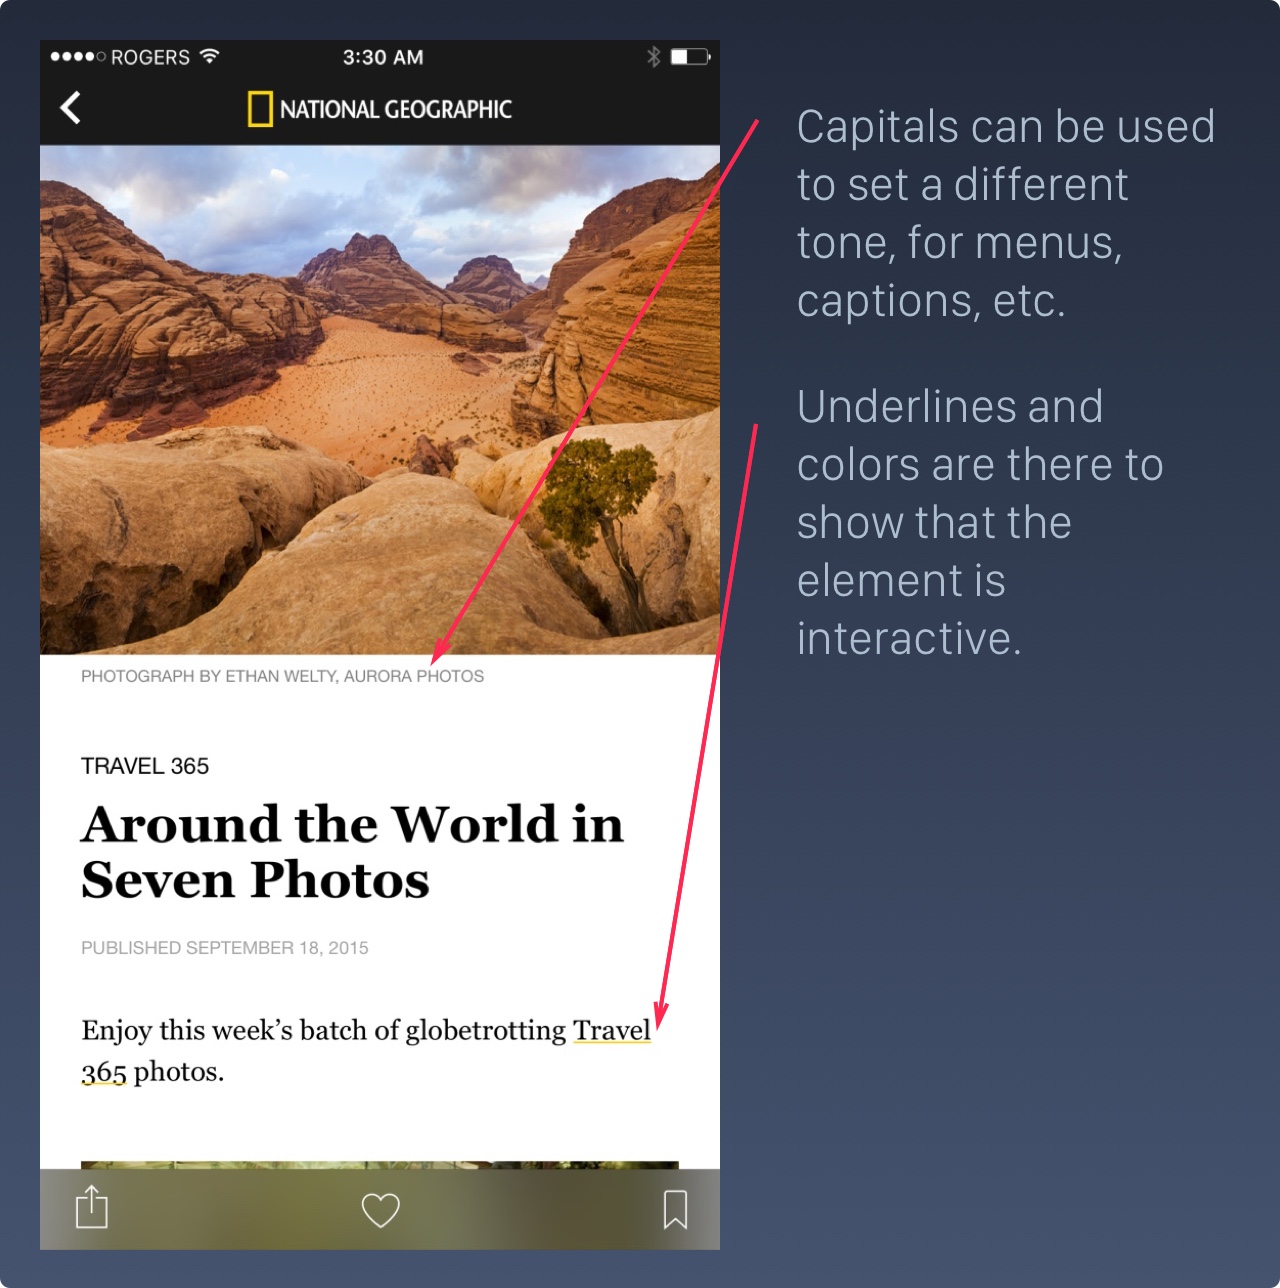 ROGERS 3:30 AM
NATIONAL GEOGRAPHIC
PHOTOGRAPH BY ETHAN WELTY, AURORA PHOTOS
TRAVEL 365
Around the World in
Seven Photos
PUBLISHED SEPTEMBER 18, 2015
Enjoy this week’s batch of globetrotting Travel
365 photos.
Capitals can be used
to set a different
tone, for menus,
captions, etc.
Underlines and
colors are there to
show that the
element is
interactive.